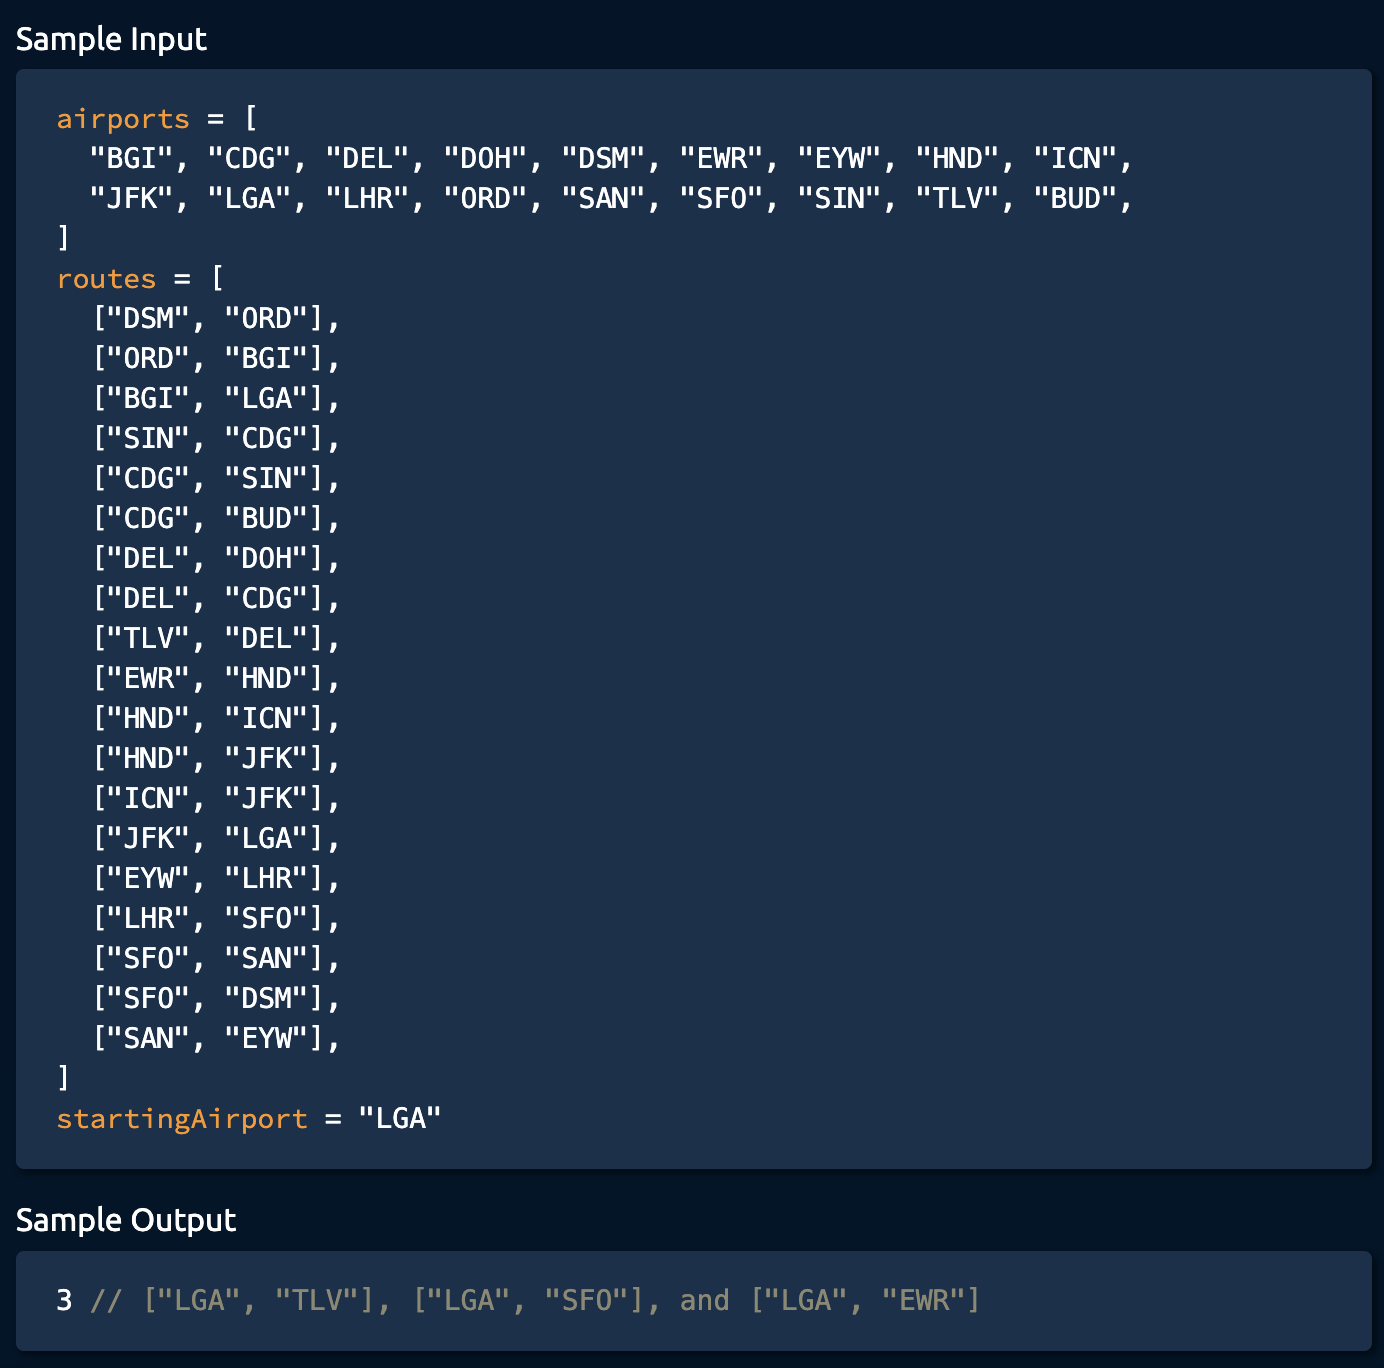 Sample Input
airports = [
"BGI", "CDG", "DEL", "DOH", "DSM", "EWR", "EYW", "HND", "ICN",
"JFK", "LGA", "LHR", "ORD", "SAN", "SFO", "SIN", "TLV", "BUD",
]
routes = [
["DSM", "ORD"],
["ORD", "BGI"],
["BGI", "LGA"],
["SIN", "CDG"],
["CDG", "SIN"],
["CDG", "BUD"],
["DEL", "DOH"],
["DEL", "CDG"],
["TLV", "DEL"],
["EWR", "HND"],
["HND", "ICN"],
["HND", "JFK"],
["ICN", "JFK"],
["JFK", "LGA"],
["EYW", "LHR"],
["LHR", "SFO"],
["SFO", "SAN"],
["SFO", "DSM"],
["SAN", "EYW"],
]
startingAirport = "LGA"
Sample Output
3 // ["LGA", "TLV"], ["LGA", "SFO"], and ["LGA", "EWR"]